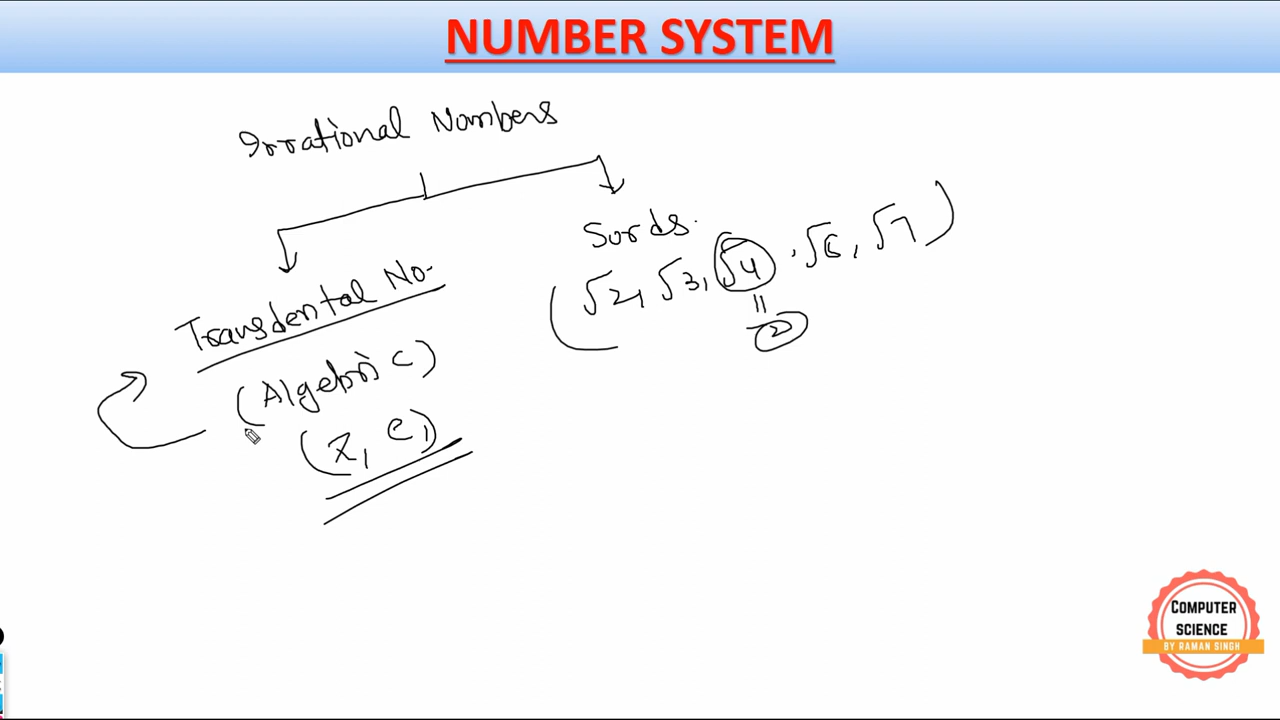 NUMBER SYSTEM
Irrational Numbers
Surds.
√2, √3, √4, √6, √7
=
2
Transdental No.
(Algebric)
(π, e,)
COMPUTER
SCIENCE
BY RAMAN SINGH